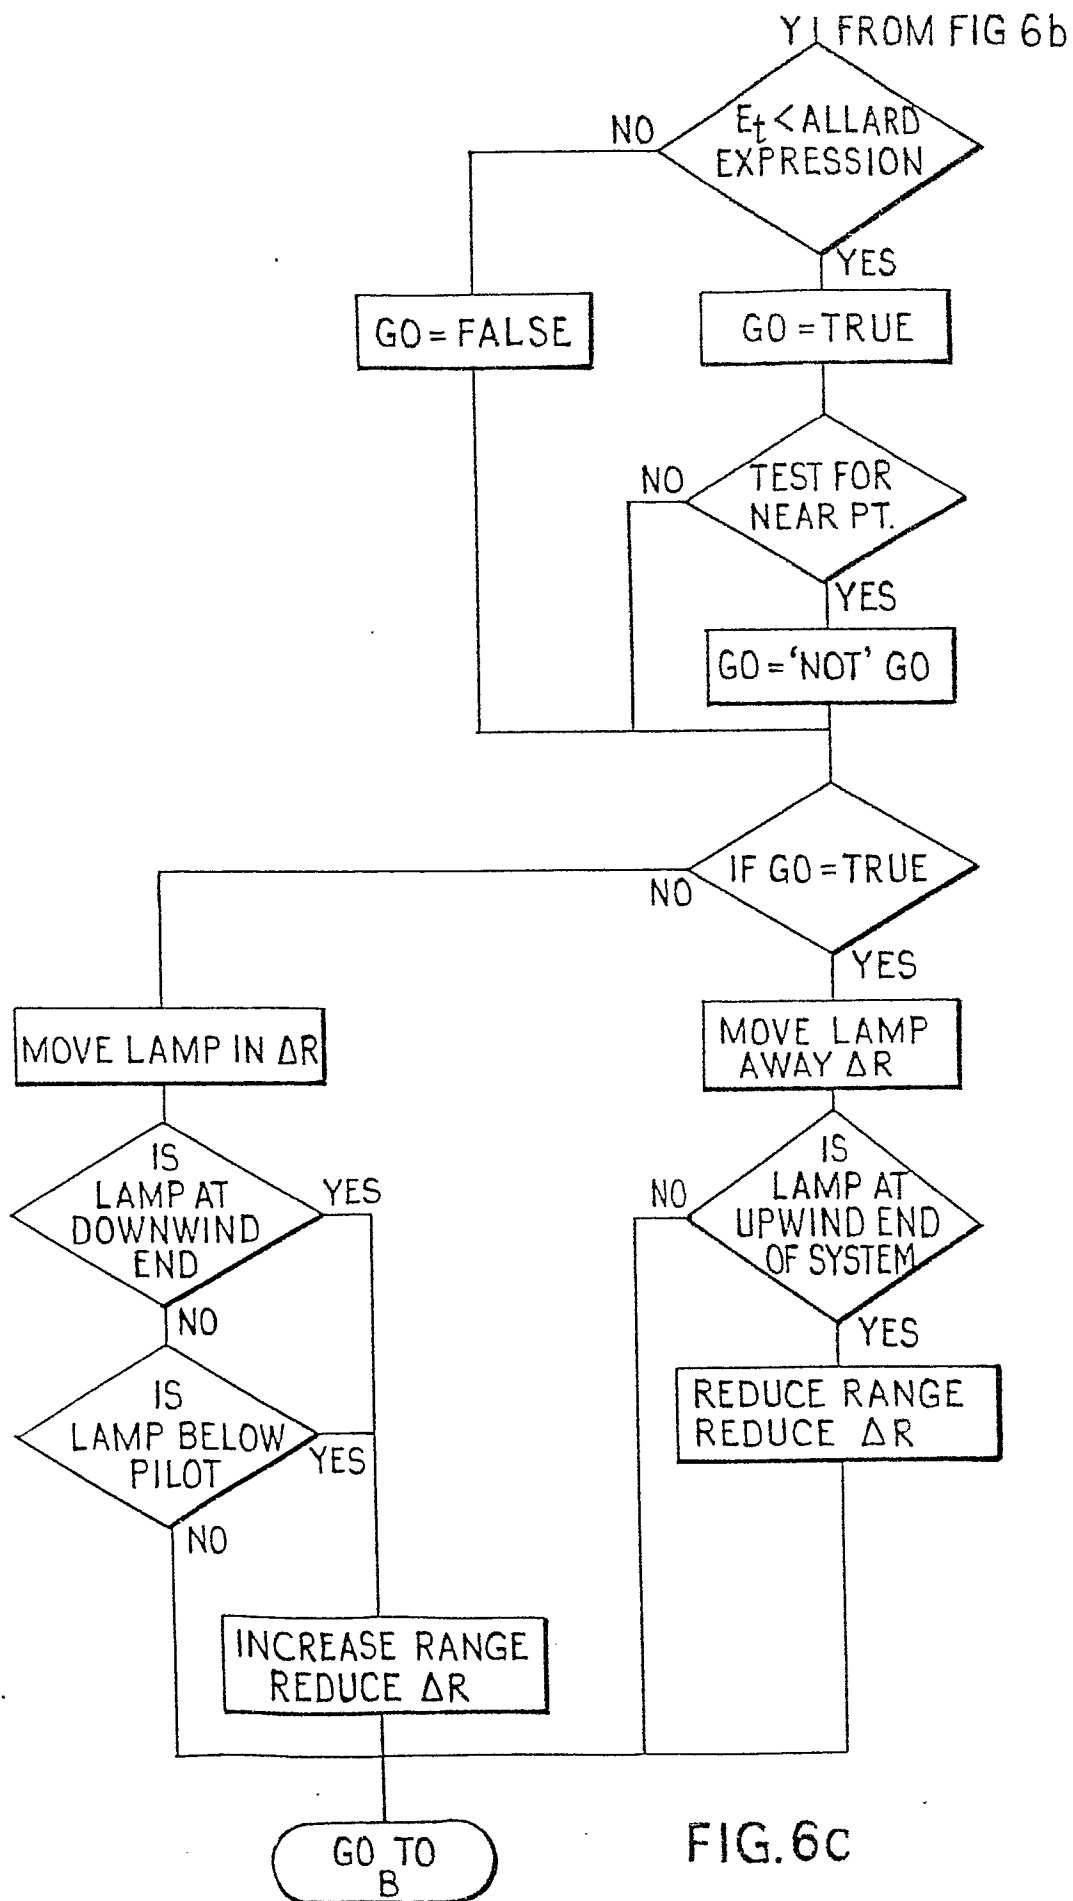 Y FROM FIG 6b
Et < ALLARD
EXPRESSION
NO
YES
GO = FALSE
GO = TRUE
TEST FOR
NEAR PT.
NO
YES
GO = 'NOT' GO
IF GO = TRUE
NO
YES
MOVE LAMP IN ΔR
MOVE LAMP
AWAY ΔR
IS
LAMP AT
DOWNWIND
END
YES
NO
IS
LAMP AT
UPWIND END
OF SYSTEM
NO
YES
IS
LAMP BELOW
PILOT
YES
NO
REDUCE RANGE
REDUCE ΔR
INCREASE RANGE
REDUCE ΔR
GO TO
B
FIG. 6c